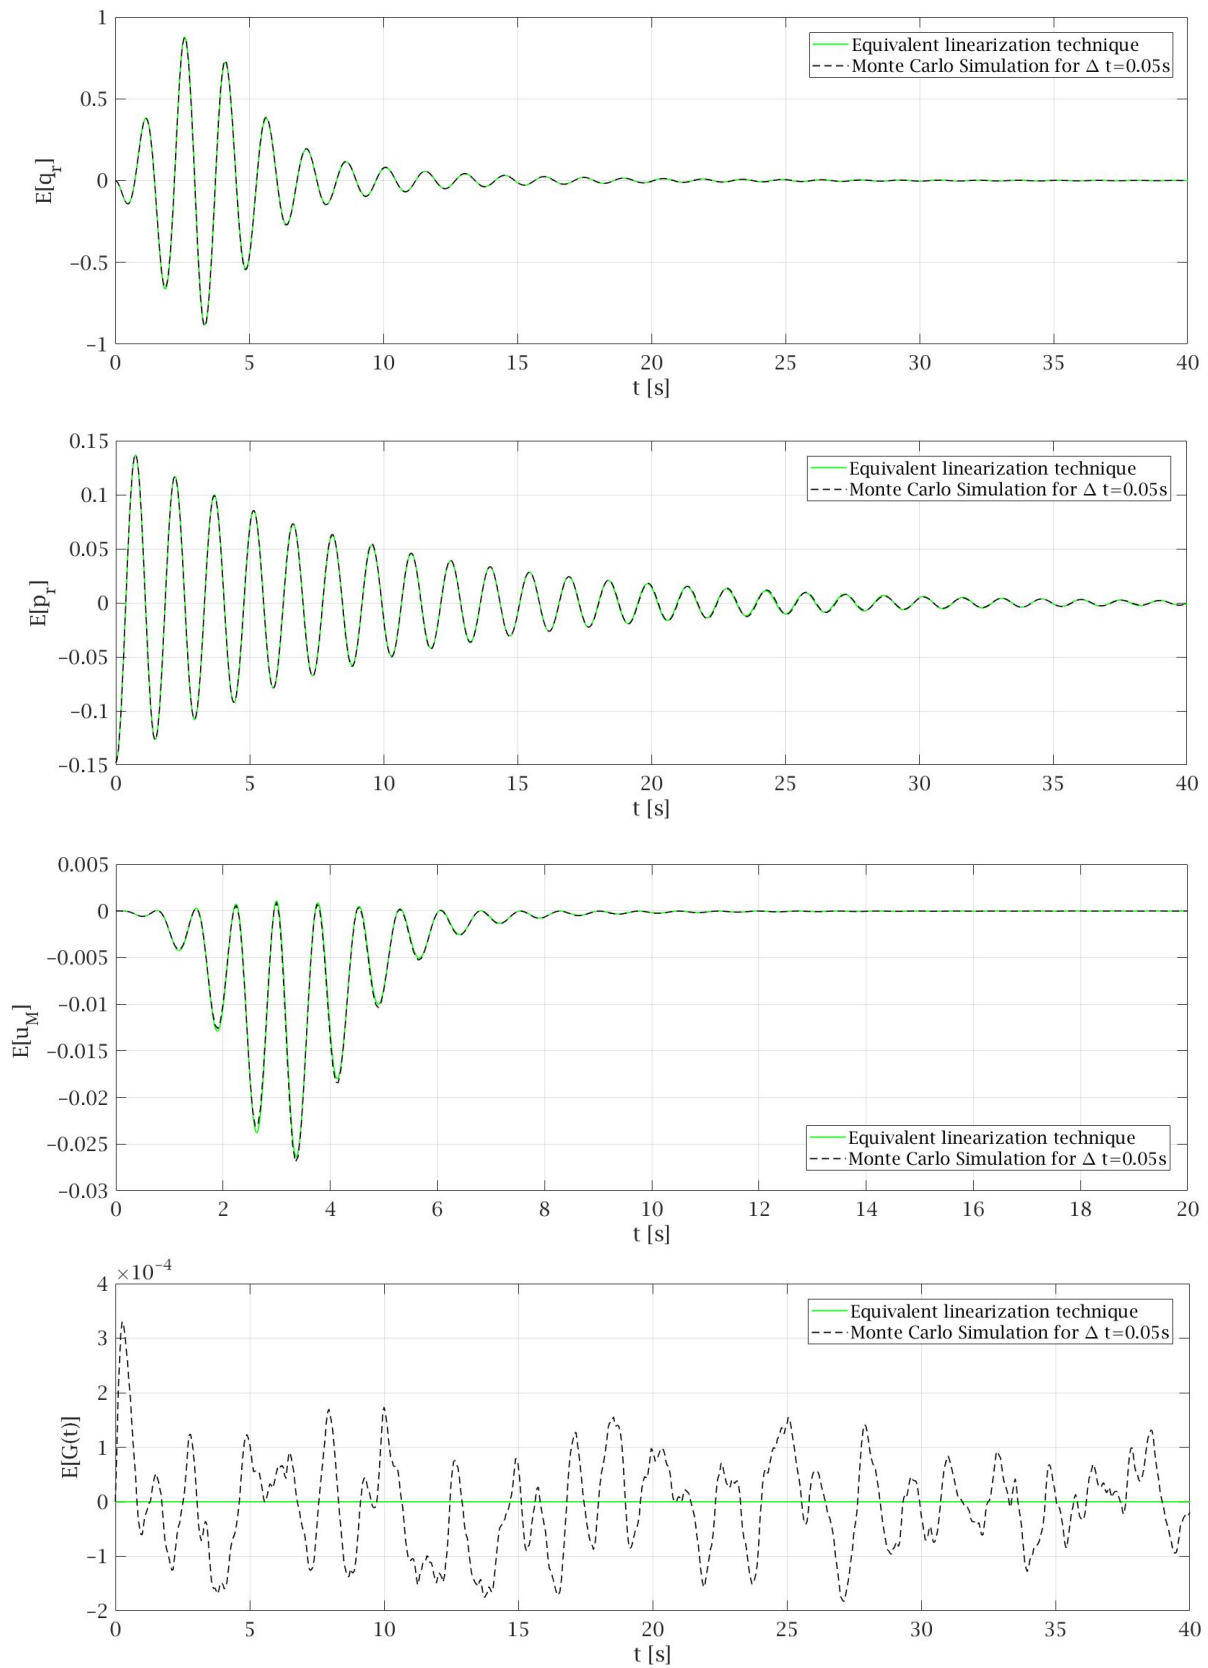 1
0.5
0
−0.5
−1
E[q_r]
Equivalent linearization technique
Monte Carlo Simulation for Δ t=0.05s
0 5 10 15 20 25 30 35 40
t [s]
0.15
0.1
0.05
0
−0.05
−0.1
−0.15
E[p_r]
Equivalent linearization technique
Monte Carlo Simulation for Δ t=0.05s
0 5 10 15 20 25 30 35 40
t [s]
0.005
0
−0.005
−0.01
−0.015
−0.02
−0.025
−0.03
E[u_M]
Equivalent linearization technique
Monte Carlo Simulation for Δ t=0.05s
0 2 4 6 8 10 12 14 16 18 20
t [s]
×10⁻⁴
4
3
2
1
0
−1
−2
E[G(t)]
Equivalent linearization technique
Monte Carlo Simulation for Δ t=0.05s
0 5 10 15 20 25 30 35 40
t [s]